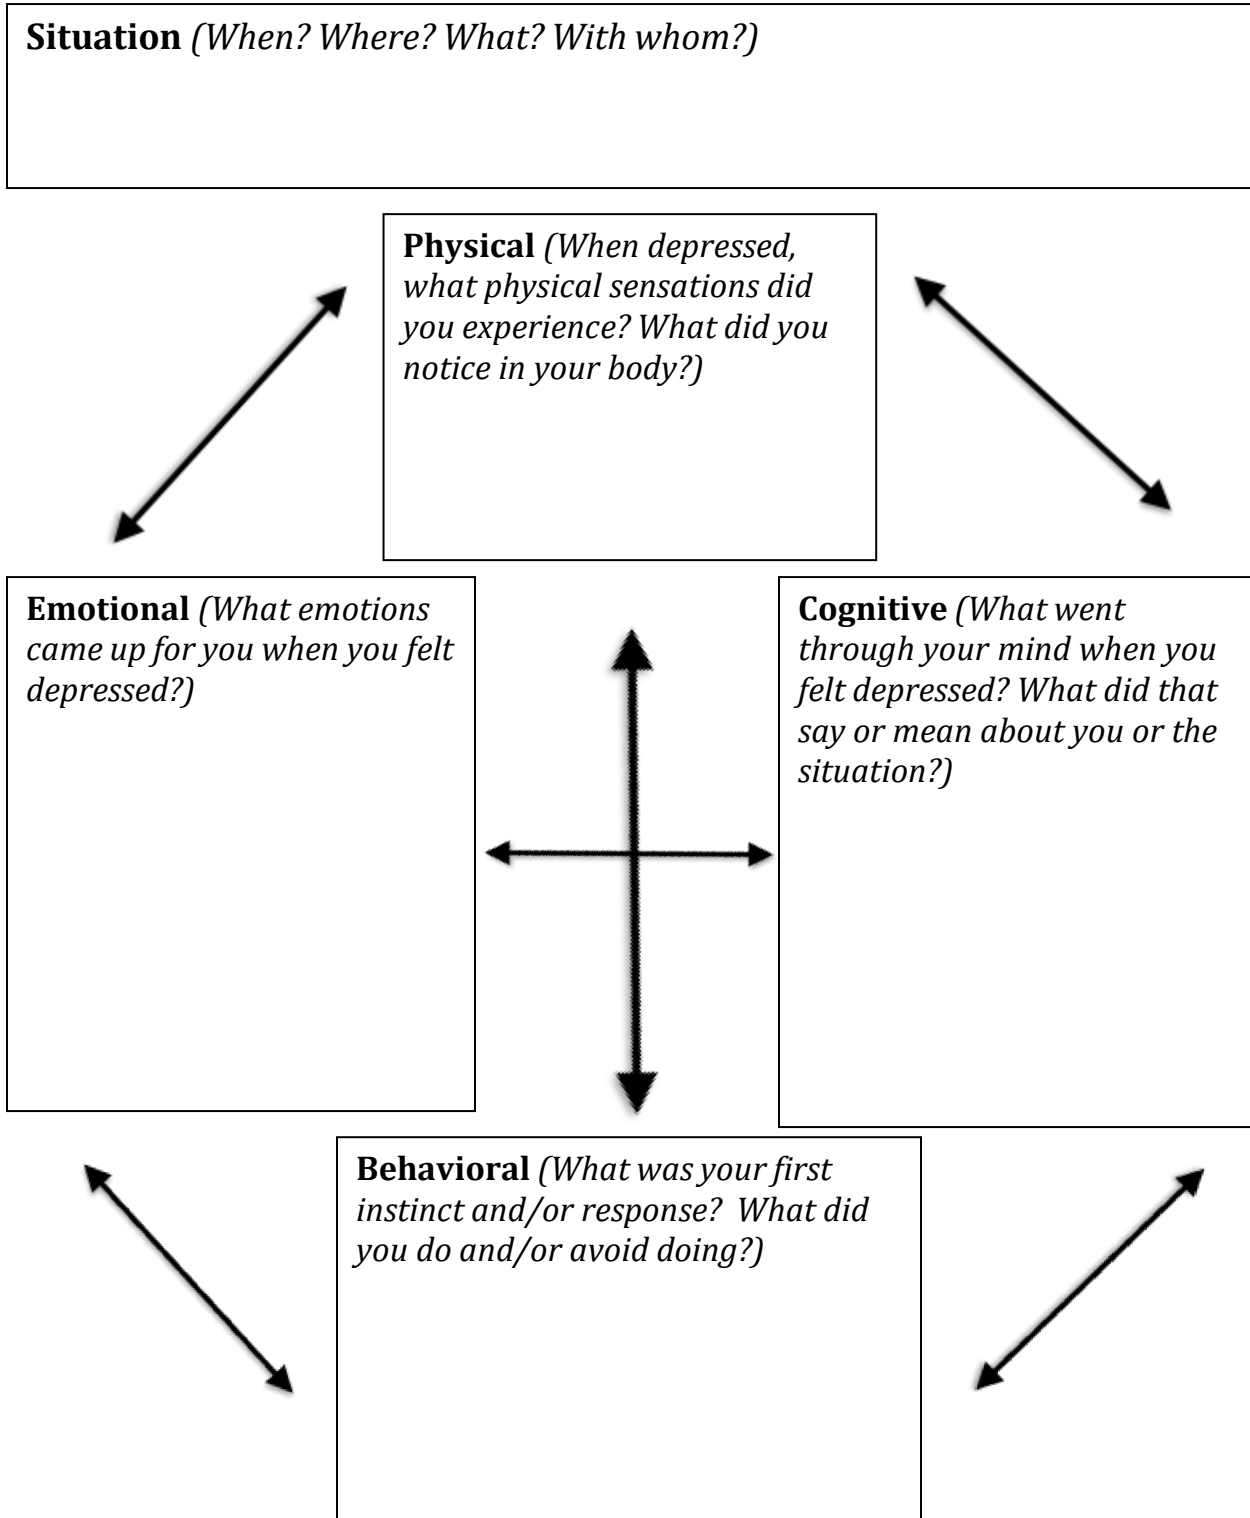 Situation (When? Where? What? With whom?)
Physical (When depressed,
what physical sensations did
you experience? What did you
notice in your body?)
Emotional (What emotions
came up for you when you felt
depressed?)
Cognitive (What went
through your mind when you
felt depressed? What did that
say or mean about you or the
situation?)
Behavioral (What was your first
instinct and/or response?  What did
you do and/or avoid doing?)